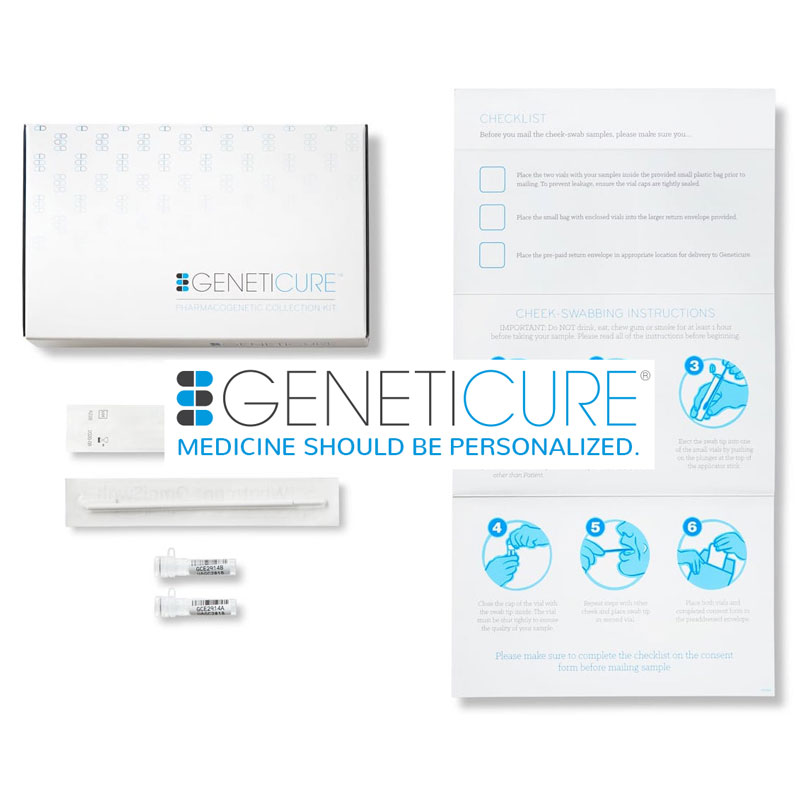 GENETICURE
PHARMACOGENETIC COLLECTION KIT
GENETICURE
CHECKLIST
Before you mail the cheek-swab samples, please make sure you...
Place the two vials with your samples inside the provided small plastic bag prior to
mailing. To prevent leakage, ensure the vial caps are tightly sealed.
Place the small bag with enclosed vials into the larger return envelope provided.
Place the pre-paid return envelope in appropriate location for delivery to Geneticure.
CHEEK-SWABBING INSTRUCTIONS
IMPORTANT: Do NOT drink, eat, chew gum or smoke for at least 1 hour
before taking your sample. Please read all of the instructions before beginning.
3
Eject the swab tip into one
of the small vials by pushing
on the plunger at the top of
the applicator stick.
other than Patient.
GENETICURE®
MEDICINE SHOULD BE PERSONALIZED.
GCE2914B
GCE2914A
4
5
6
Close the cap of the vial with
the swab tip inside. The vial
must be shut tightly to ensure
the quality of your sample.
Repeat steps with other
cheek and place swab tip
in second vial.
Place both vials and
completed consent form in
the preaddressed envelope.
Please make sure to complete the checklist on the consent
form before mailing sample